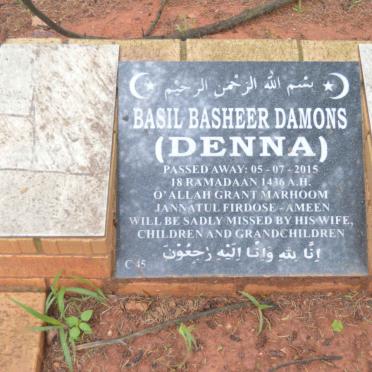 بسم الله الرحمن الرحيم
BASIL BASHEER DAMONS
(DENNA)
PASSED AWAY: 05 - 07 - 2015
18 RAMADAAN 1436 A.H.
O'ALLAH GRANT MARHOOM
JANNATUL FIRDOSE - AMEEN
WILL BE SADLY MISSED BY HIS WIFE,
CHILDREN AND GRANDCHILDREN
إنا لله وإنا إليه رجعون
C 45